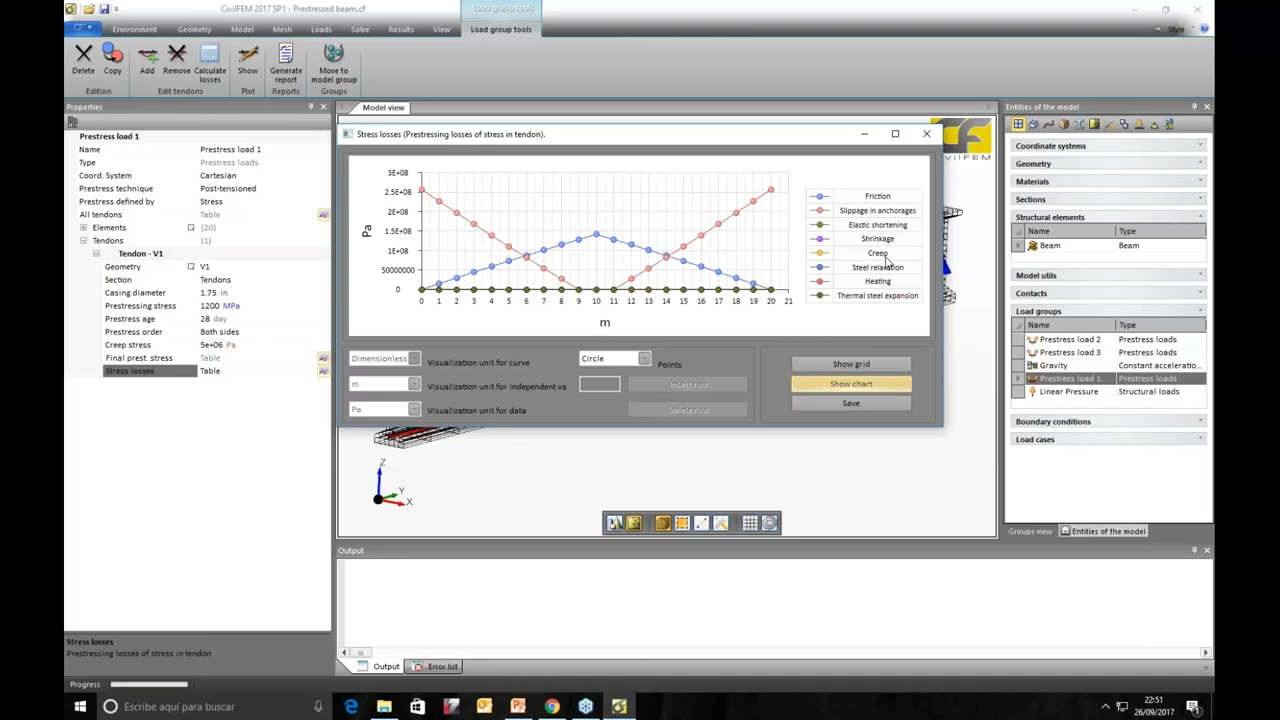 CivilFEM 2017 SP1 - Prestressed beam.cf
Load group tools
Environment Geometry Model Mesh Loads Solve Results View Load group tools
Style
Delete Copy Add Remove Calculate losses Show Generate report Move to model group
Edition Edit tendons Plot Reports Groups
Properties
Prestress load 1
Name Prestress load 1
Type Prestress loads
Coord. System Cartesian
Prestress technique Post-tensioned
Prestress defined by Stress
All tendons Table
Elements (20)
Tendons (1)
Tendon - V1
Geometry V1
Section Tendons
Casing diameter 1.75 in
Prestressing stress 1200 MPa
Prestress age 28 day
Prestress order Both sides
Creep stress 5e+06 Pa
Final prest. stress Table
Stress losses Table
Stress losses
Prestressing losses of stress in tendon
Progress
Model view
Stress losses (Prestressing losses of stress in tendon).
3E+08
2.5E+08
2E+08
1.5E+08
1E+08
50000000
0
Pa
0 1 2 3 4 5 6 7 8 9 10 11 12 13 14 15 16 17 18 19 20 21
m
Friction
Slippage in anchorages
Elastic shortening
Shrinkage
Creep
Steel relaxation
Heating
Thermal steel expansion
Dimensionless Visualization unit for curve
m Visualization unit for independent va
Pa Visualization unit for data
Circle Points
Insert row
Delete row
Show grid
Show chart
Save
CIVILFEM
Z
Y
X
Output
Output Error list
Entities of the model
Coordinate systems
Geometry
Materials
Sections
Structural elements
Name Type
Beam Beam
Model utils
Contacts
Load groups
Name Type
Prestress load 2 Prestress loads
Prestress load 3 Prestress loads
Gravity Constant acceleratio...
Prestress load 1 Prestress loads
Linear Pressure Structural loads
Boundary conditions
Load cases
Groups view Entities of the model
Escribe aquí para buscar
22:51
26/09/2017